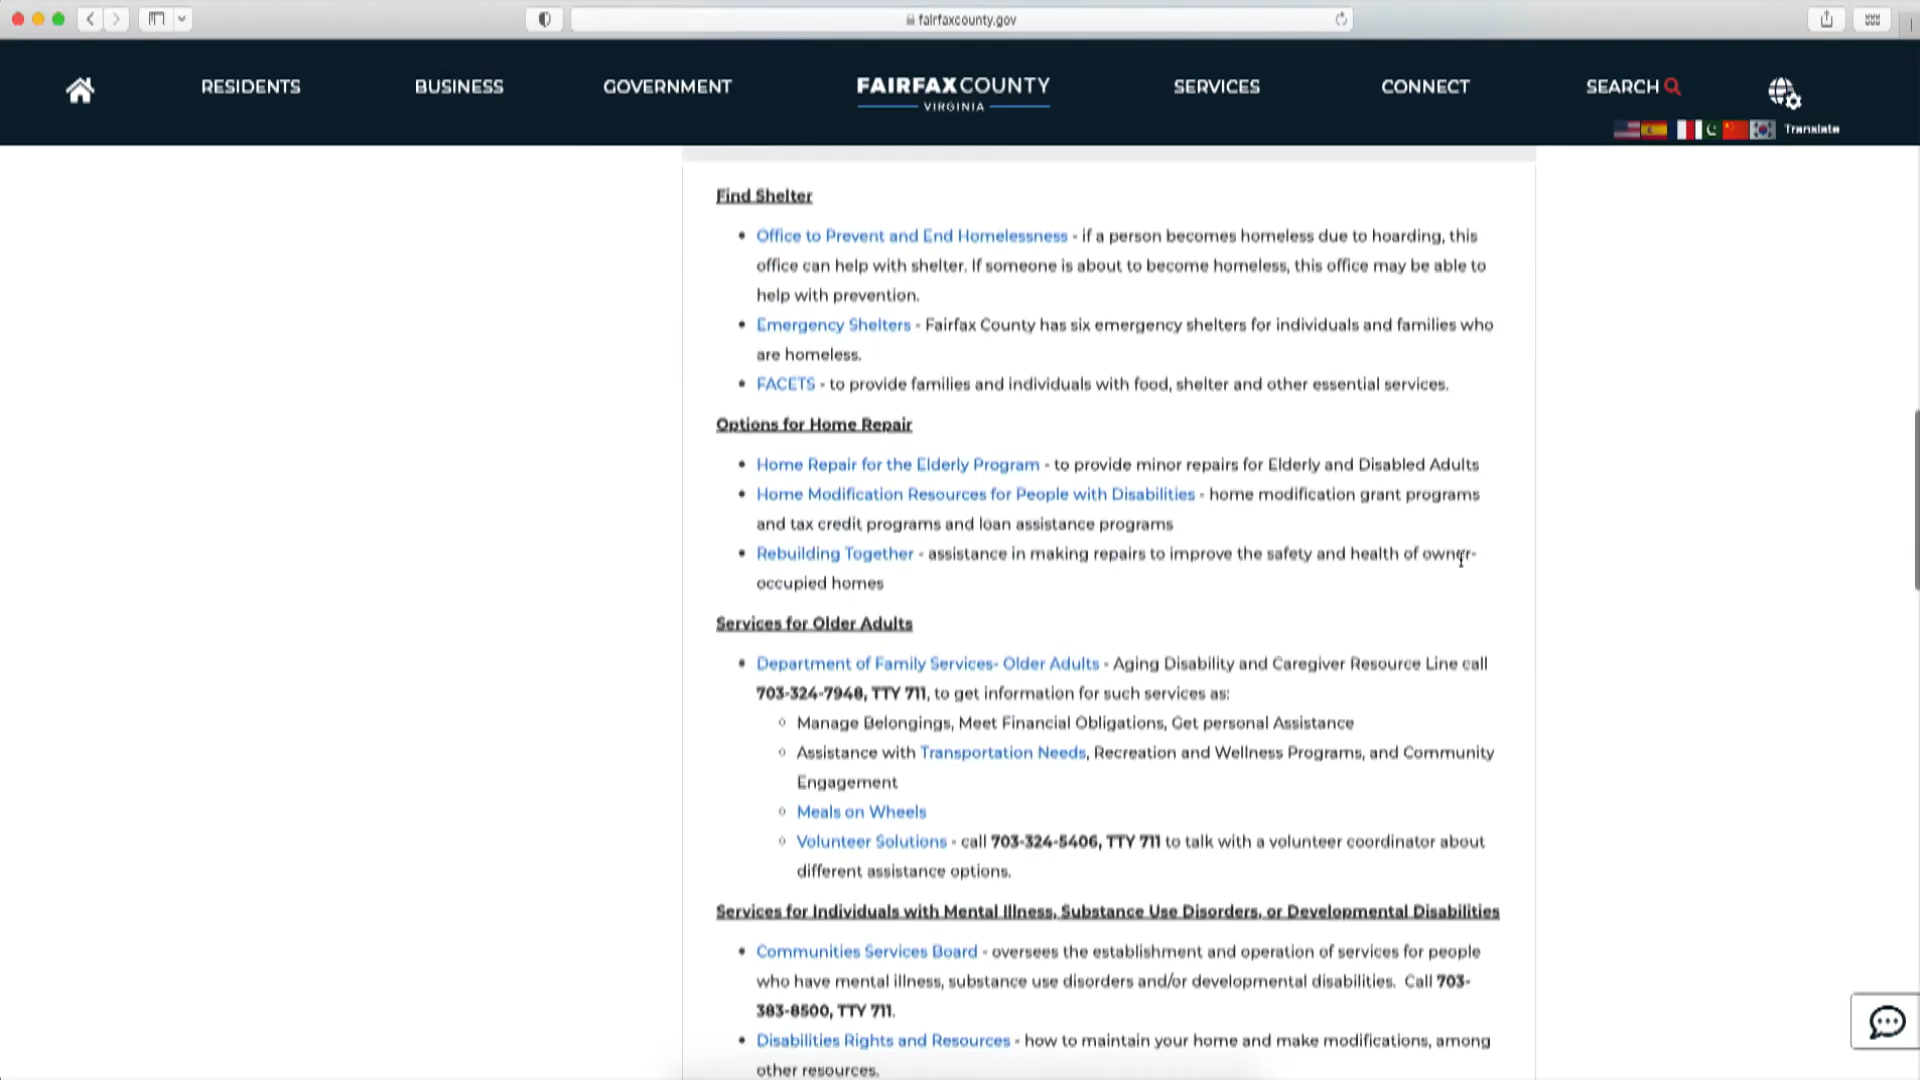 fairfaxcounty.gov
RESIDENTS
BUSINESS
GOVERNMENT
FAIRFAX COUNTY
VIRGINIA
SERVICES
CONNECT
SEARCH
Translate
Find Shelter
Office to Prevent and End Homelessness - if a person becomes homeless due to hoarding, this
office can help with shelter. If someone is about to become homeless, this office may be able to
help with prevention.
Emergency Shelters - Fairfax County has six emergency shelters for individuals and families who
are homeless.
FACETS - to provide families and individuals with food, shelter and other essential services.
Options for Home Repair
Home Repair for the Elderly Program - to provide minor repairs for Elderly and Disabled Adults
Home Modification Resources for People with Disabilities - home modification grant programs
and tax credit programs and loan assistance programs
Rebuilding Together - assistance in making repairs to improve the safety and health of owner-
occupied homes
Services for Older Adults
Department of Family Services- Older Adults - Aging Disability and Caregiver Resource Line call
703-324-7948, TTY 711, to get information for such services as:
Manage Belongings, Meet Financial Obligations, Get personal Assistance
Assistance with Transportation Needs, Recreation and Wellness Programs, and Community
Engagement
Meals on Wheels
Volunteer Solutions - call 703-324-5406, TTY 711 to talk with a volunteer coordinator about
different assistance options.
Services for Individuals with Mental Illness, Substance Use Disorders, or Developmental Disabilities
Communities Services Board - oversees the establishment and operation of services for people
who have mental illness, substance use disorders and/or developmental disabilities. Call 703-
383-8500, TTY 711.
Disabilities Rights and Resources - how to maintain your home and make modifications, among
other resources.